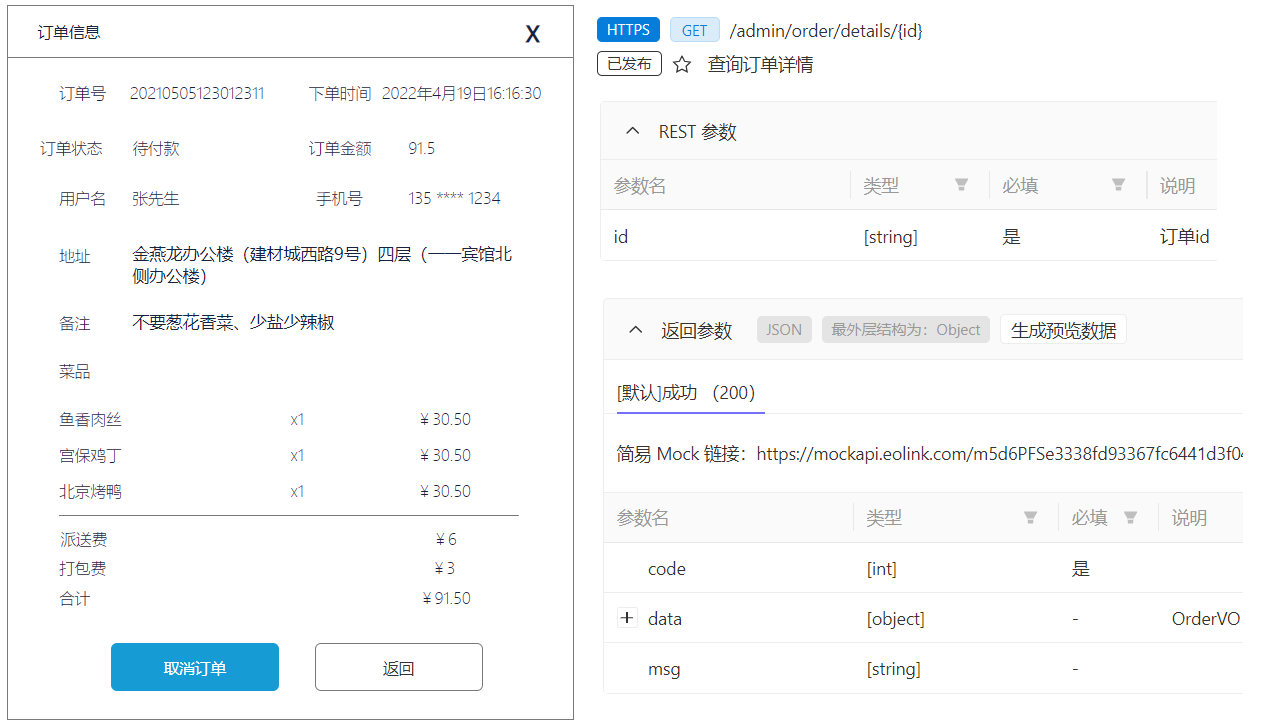 订单信息
X
订单号 20210505123012311 下单时间 2022年4月19日16:16:30
订单状态 待付款 订单金额 91.5
用户名 张先生 手机号 135 **** 1234
地址 金燕龙办公楼（建材城西路9号）四层（一一宾馆北
侧办公楼）
备注 不要葱花香菜、少盐少辣椒
菜品
鱼香肉丝 x1 ¥ 30.50
宫保鸡丁 x1 ¥ 30.50
北京烤鸭 x1 ¥ 30.50
派送费 ¥ 6
打包费 ¥ 3
合计 ¥ 91.50
取消订单 返回
HTTPS GET /admin/order/details/{id}
已发布 查询订单详情
REST 参数
参数名 类型 必填 说明
id [string] 是 订单id
返回参数 JSON 最外层结构为：Object 生成预览数据
[默认]成功 （200）
简易 Mock 链接：https://mockapi.eolink.com/m5d6PFSe3338fd93367fc6441d3f04
参数名 类型 必填 说明
code [int] 是
data [object] - OrderVO
msg [string] -